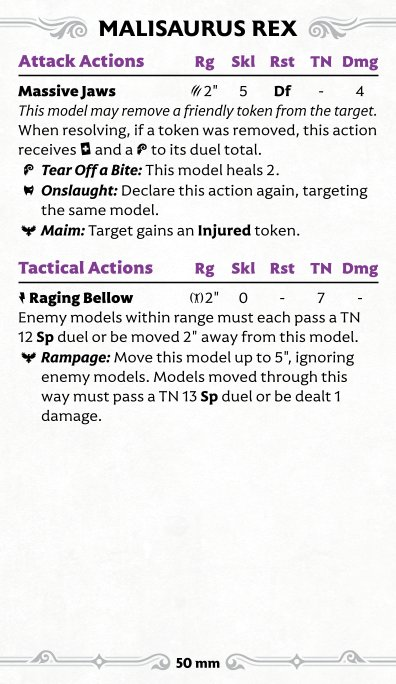 MALISAURUS REX
Attack Actions Rg Skl Rst TN Dmg
Massive Jaws 2" 5 Df - 4
This model may remove a friendly token from the target.
When resolving, if a token was removed, this action
receives and a to its duel total.
Tear Off a Bite: This model heals 2.
Onslaught: Declare this action again, targeting
the same model.
Maim: Target gains an Injured token.
Tactical Actions Rg Skl Rst TN Dmg
Raging Bellow 2" 0 - 7 -
Enemy models within range must each pass a TN
12 Sp duel or be moved 2" away from this model.
Rampage: Move this model up to 5", ignoring
enemy models. Models moved through this
way must pass a TN 13 Sp duel or be dealt 1
damage.
50 mm